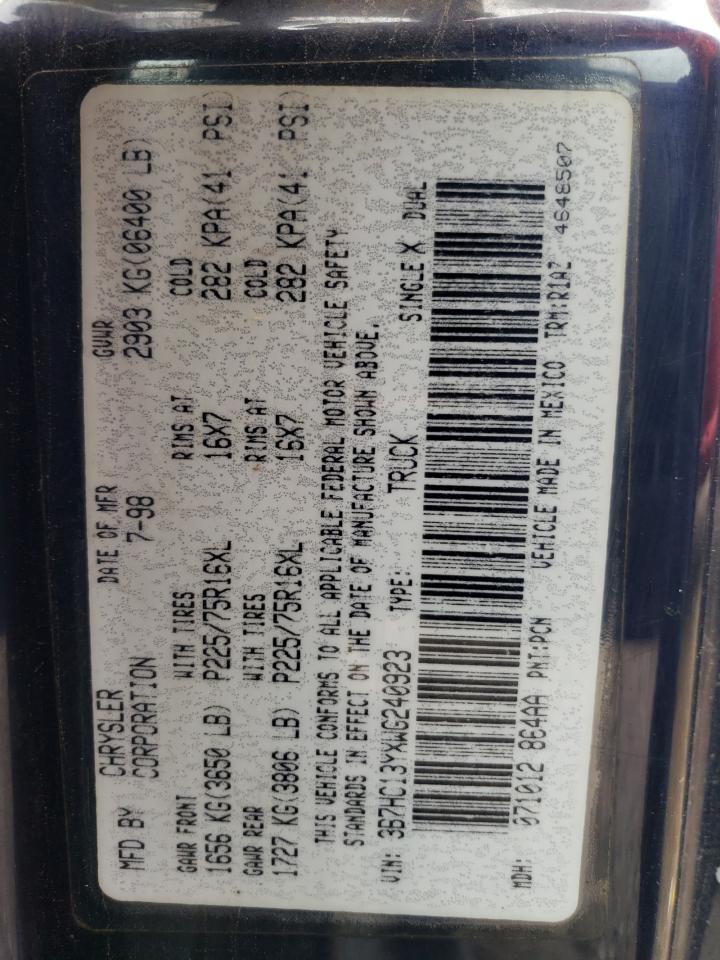 MFD BY CHRYSLER CORPORATION DATE OF MFR 7-98 GVWR 2903 KG(06400 LB)
GAWR FRONT WITH TIRES RIMS AT COLD
1656 KG(3650 LB) P225/75R16XL 16X7 282 KPA(41 PSI)
GAWR REAR WITH TIRES RIMS AT COLD
1727 KG(3806 LB) P225/75R16XL 16X7 282 KPA(41 PSI)
THIS VEHICLE CONFORMS TO ALL APPLICABLE FEDERAL MOTOR VEHICLE SAFETY
STANDARDS IN EFFECT ON THE DATE OF MANUFACTURE SHOWN ABOVE.
VIN: 3B7HC13YXWG240923 TYPE: TRUCK SINGLE X DUAL
MDH: 071012 864AA PNT:PCN VEHICLE MADE IN MEXICO TRM:R1AZ 4648507